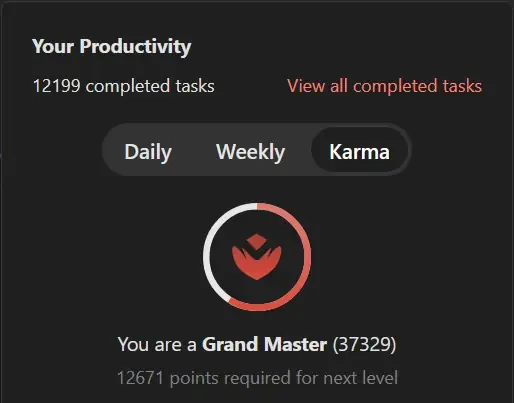 Your Productivity
12199 completed tasks View all completed tasks
Daily Weekly Karma
You are a Grand Master (37329)
12671 points required for next level